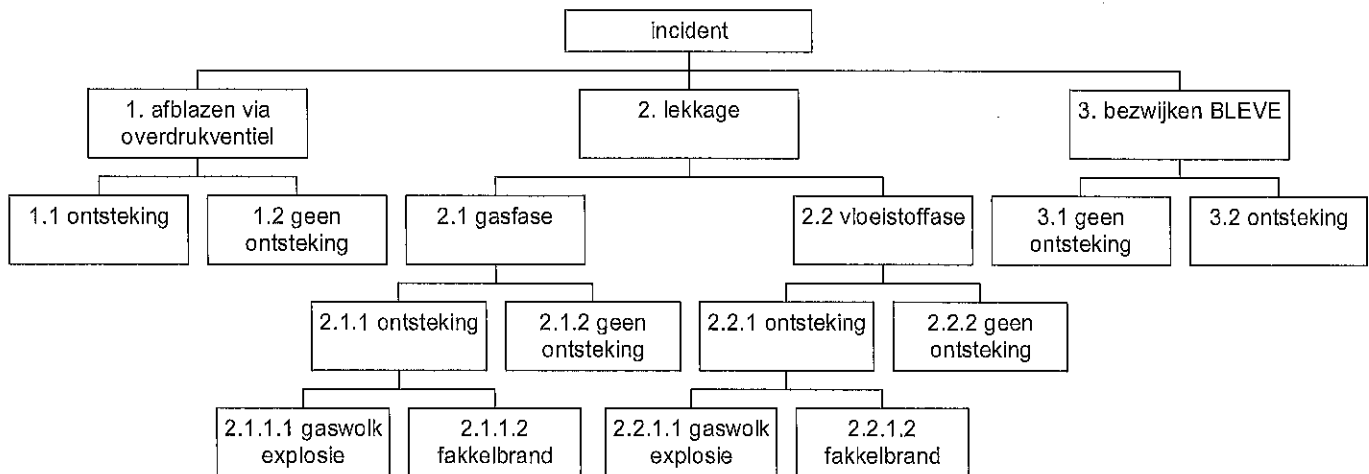 incident
1. afblazen via
overdrukventiel
2. lekkage
3. bezwijken BLEVE
1.1 ontsteking
1.2 geen
ontsteking
2.1 gasfase
2.2 vloeistoffase
3.1 geen
ontsteking
3.2 ontsteking
2.1.1 ontsteking
2.1.2 geen
ontsteking
2.2.1 ontsteking
2.2.2 geen
ontsteking
2.1.1.1 gaswolk
explosie
2.1.1.2
fakkelbrand
2.2.1.1 gaswolk
explosie
2.2.1.2
fakkelbrand